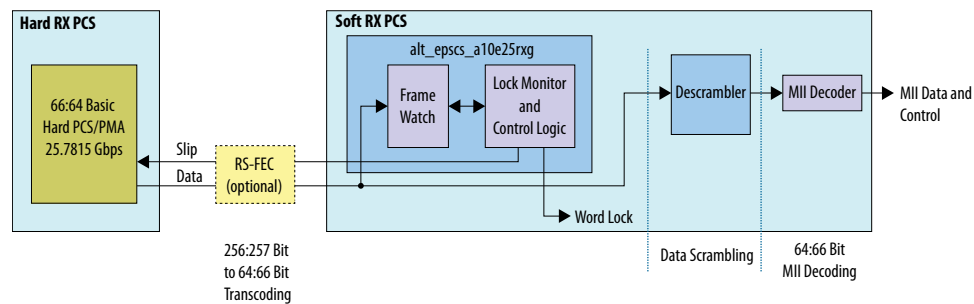 Hard RX PCS
66:64 Basic
Hard PCS/PMA
25.7815 Gbps
Slip
Data
RS-FEC
(optional)
256:257 Bit
to 64:66 Bit
Transcoding
Soft RX PCS
alt_epscs_a10e25rxg
Frame
Watch
Lock Monitor
and
Control Logic
Word Lock
Descrambler
Data Scrambling
MII Decoder
64:66 Bit
MII Decoding
MII Data and
Control